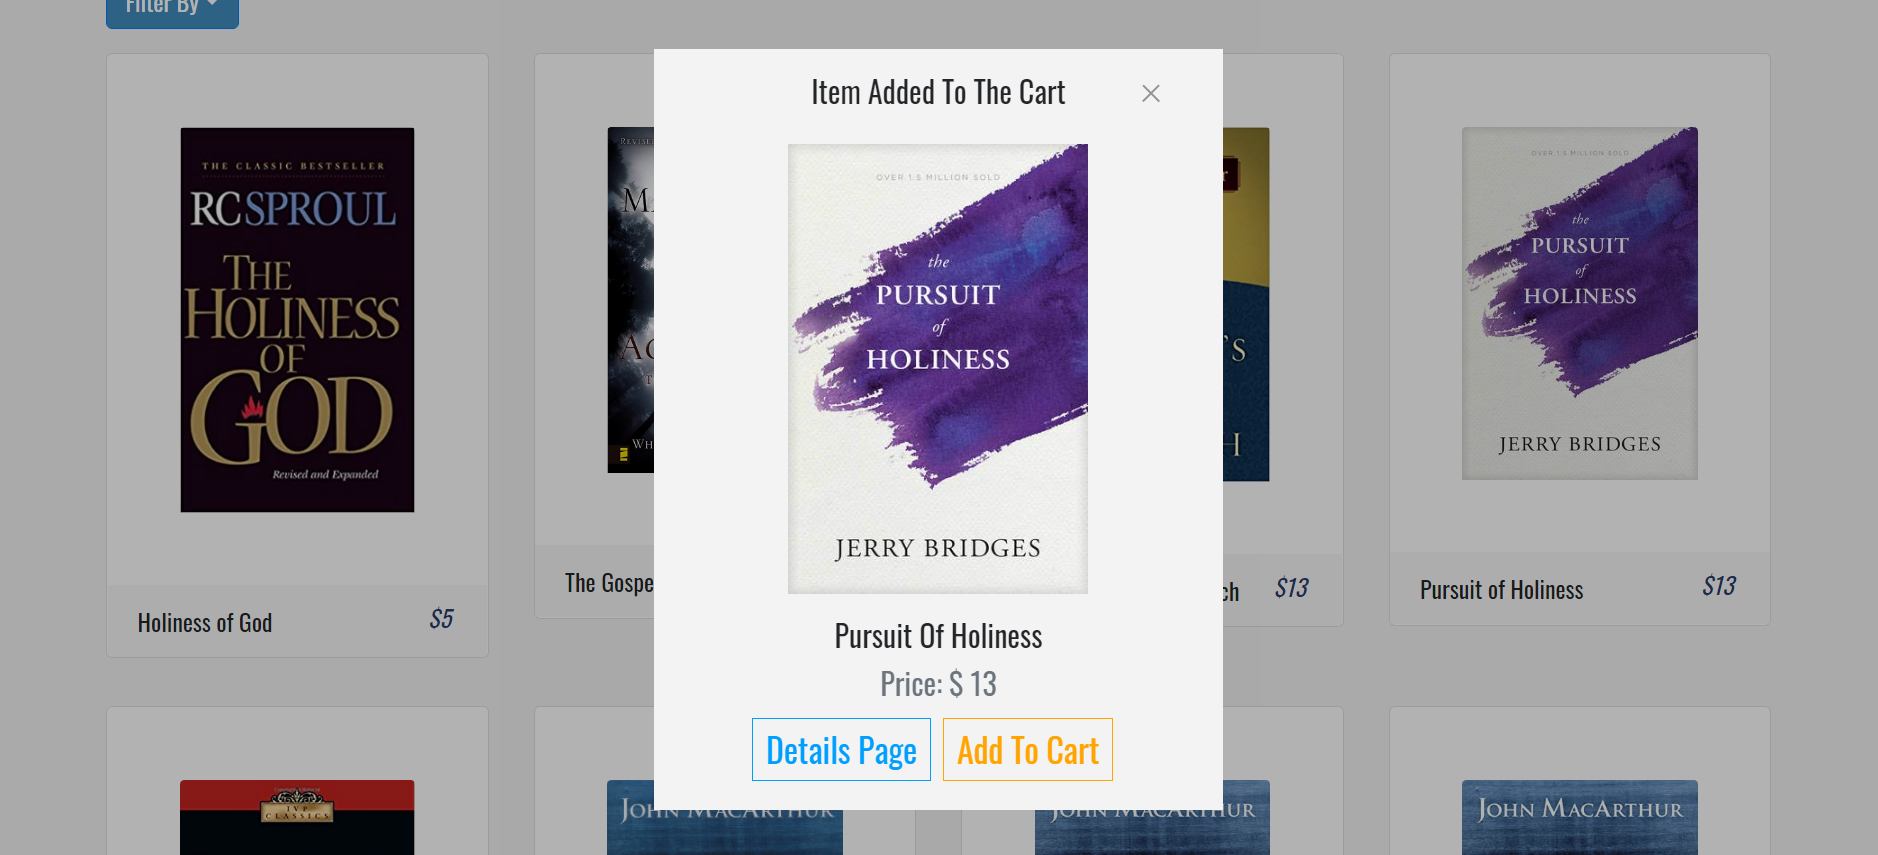 Filter By
Item Added To The Cart
OVER 1.5 MILLION SOLD
the
PURSUIT
of
HOLINESS
JERRY BRIDGES
Pursuit Of Holiness
Price: $ 13
Details Page
Add To Cart
THE CLASSIC BESTSELLER
RC SPROUL
THE
HOLINESS
OF
GOD
Revised and Expanded
Holiness of God
$5
The Gospe
$13
OVER 1.5 MILLION SOLD
the
PURSUIT
of
HOLINESS
JERRY BRIDGES
Pursuit of Holiness
$13
IVP
CLASSICS
JOHN MACARTHUR
JOHN MACARTHUR
JOHN MACARTHUR